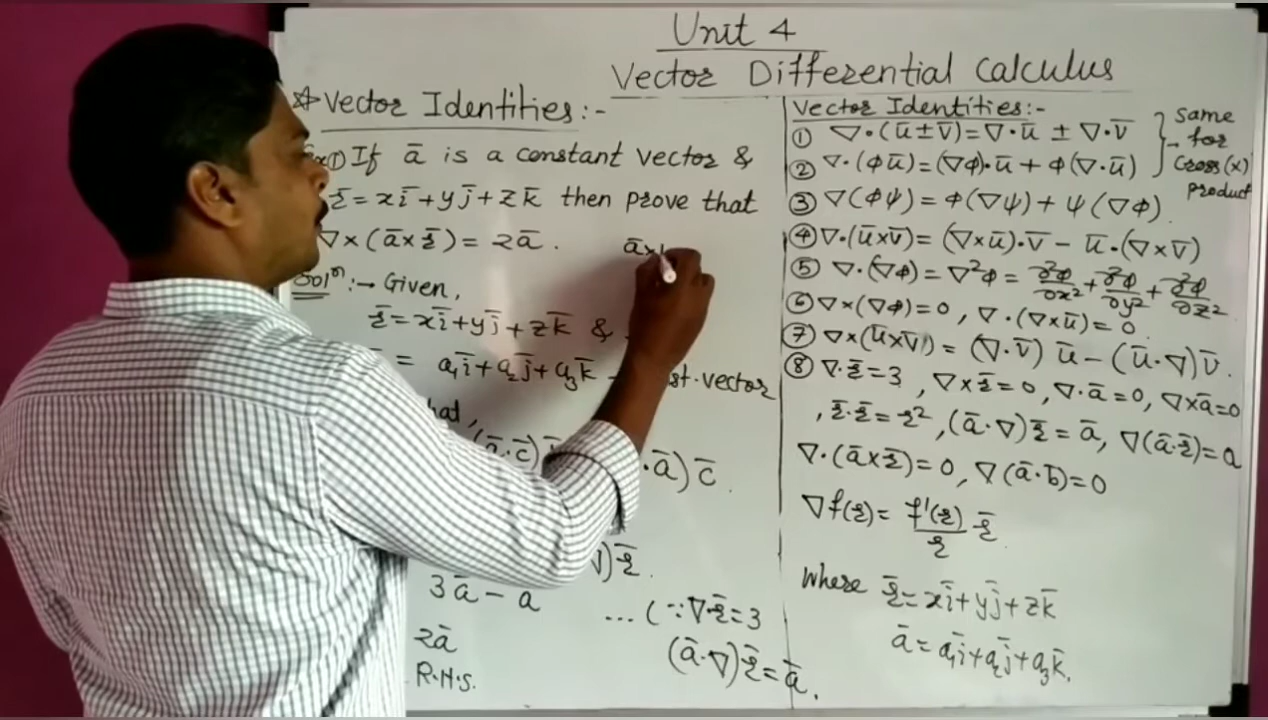 Unit 4
Vector Differential Calculus
* Vector Identities :-
Ex① If ā is a constant vector &
r̄ = xī + yj̄ + zk̄ then prove that
∇×(ā×r̄) = 2ā.
ā×
Solⁿ :→ Given,
r̄ = xī + yj̄ + zk̄ &
= a₁ī + a₂j̄ + a₃k̄ vector
hat,
(ā·c̄) ·ā) c̄.
)r̄.
3ā - a
... (∵ ∇·r̄ = 3
2ā
(ā·∇)r̄ = ā.
R.H.S.
Vector Identities :-
① ∇·(ū±v̄) = ∇·ū ± ∇·v̄
② ∇·(Φū) = (∇Φ)·ū + Φ(∇·ū)
Same
for
Cross(x)
product
③ ∇(ΦΨ) = Φ(∇Ψ) + Ψ(∇Φ).
④ ∇·(ū×v̄) = (∇×ū)·v̄ - ū·(∇×v̄)
⑤ ∇·(∇Φ) = ∇²Φ = ∂²Φ/∂x² + ∂²Φ/∂y² + ∂²Φ/∂z²
⑥ ∇×(∇Φ) = 0, ∇·(∇×ū) = 0
⑦ ∇×(ū×v̄) = (∇·v̄) ū - (ū·∇) v̄.
⑧ ∇·r̄ = 3, ∇×r̄ = 0, ∇·ā = 0, ∇×ā = 0
, r̄·r̄ = r², (ā·∇)r̄ = ā, ∇(ā·r̄) = a
∇·(ā×r̄) = 0, ∇(ā·b̄) = 0
∇f(r) = f'(r)/r r̄
Where r̄ = xī + yj̄ + zk̄
ā = a₁ī + a₂j̄ + a₃k̄.